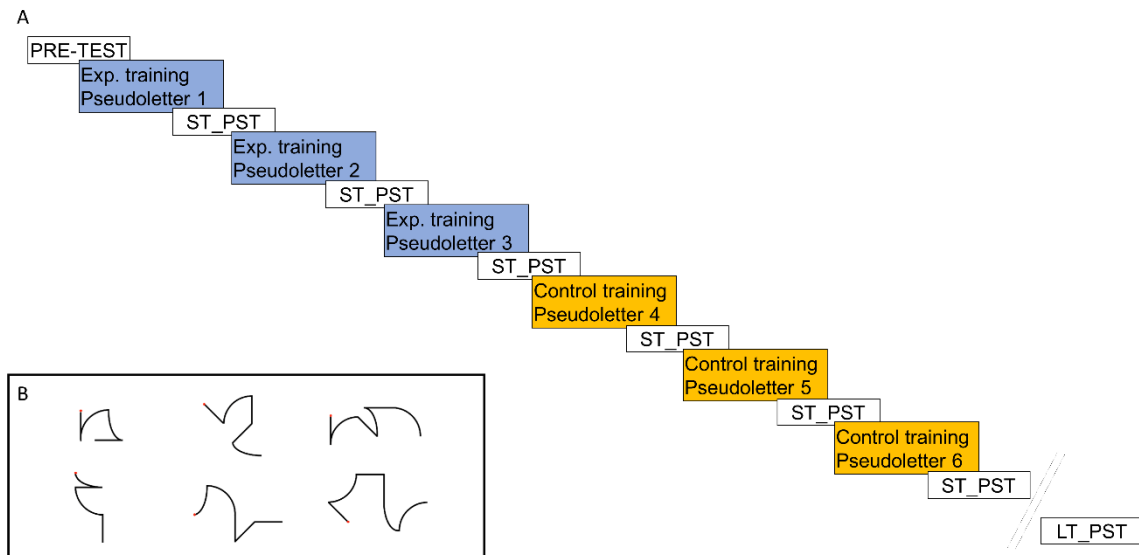 A
PRE-TEST
Exp. training
Pseudoletter 1
ST_PST
Exp. training
Pseudoletter 2
ST_PST
Exp. training
Pseudoletter 3
ST_PST
Control training
Pseudoletter 4
ST_PST
Control training
Pseudoletter 5
ST_PST
Control training
Pseudoletter 6
ST_PST
LT_PST
B